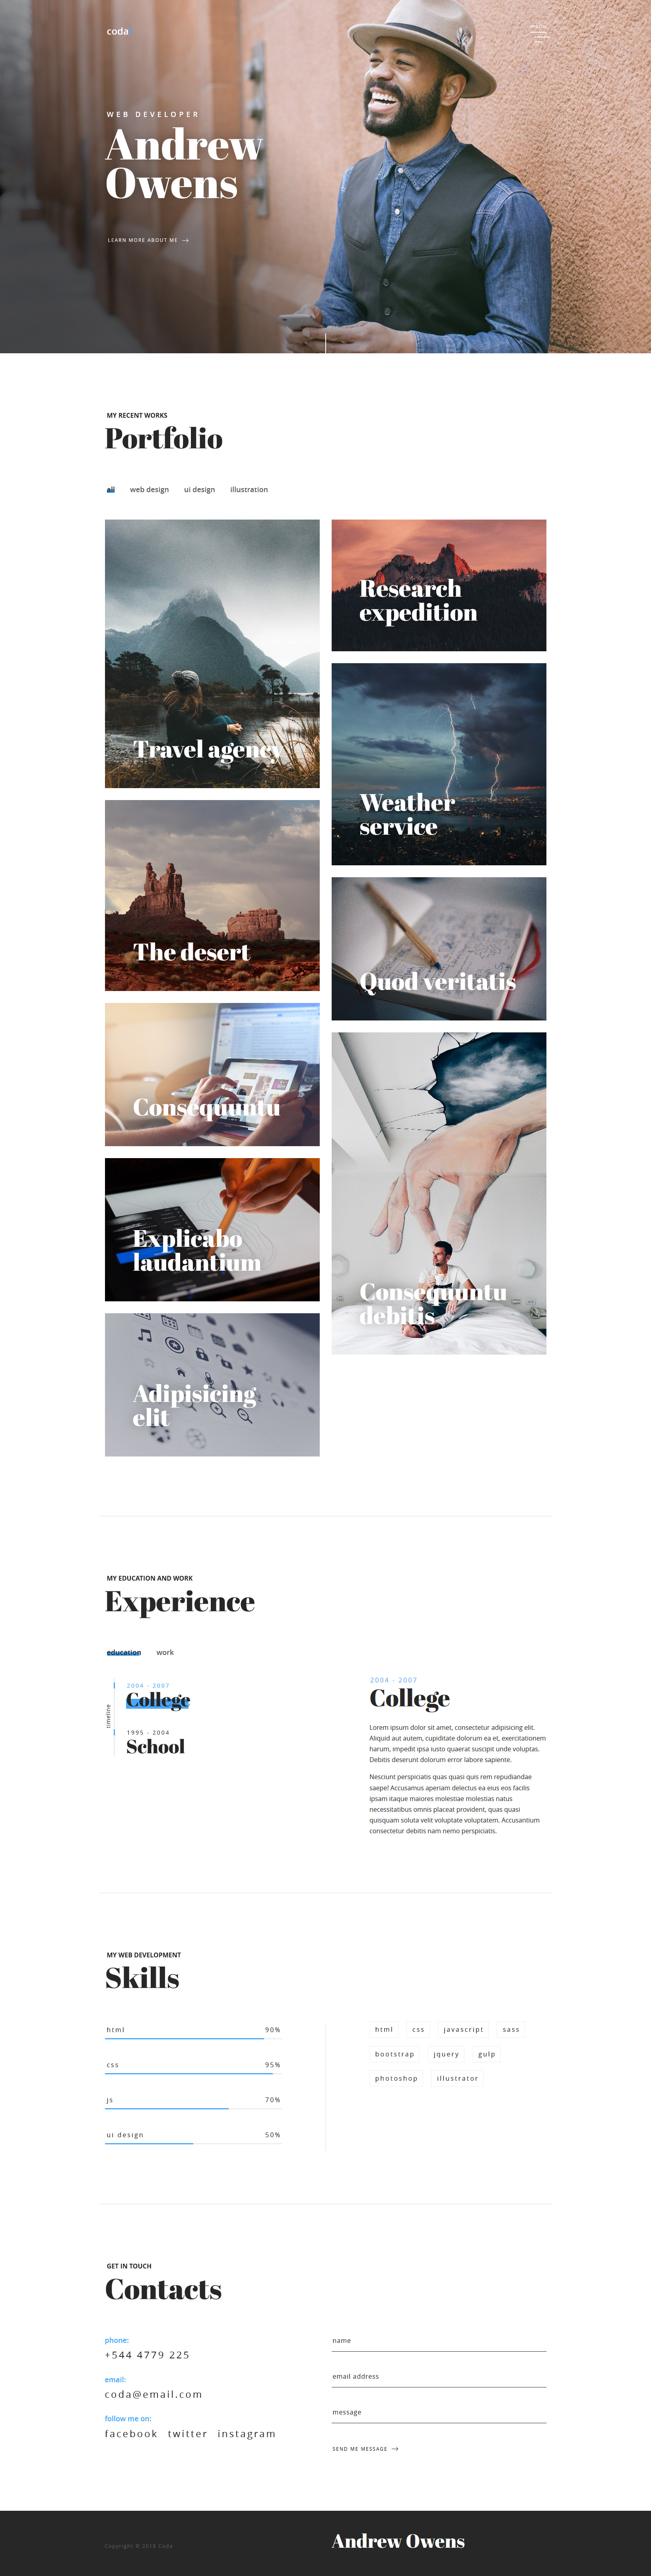 coda
WEB DEVELOPER
Andrew
Owens
LEARN MORE ABOUT ME
MY RECENT WORKS
Portfolio
all web design ui design illustration
Travel agency
The desert
Consequuntu
Explicabo
laudantium
Adipisicing
elit
Research
expedition
Weather
service
Quod veritatis
Consequuntu
debitis
MY EDUCATION AND WORK
Experience
education work
timeline
2004 - 2007
College
1995 - 2004
School
2004 - 2007
College
Lorem ipsum dolor sit amet, consectetur adipisicing elit.
Aliquid aut autem, cupiditate dolorum ea et, exercitationem
harum, impedit ipsa iusto quaerat suscipit unde voluptas.
Debitis deserunt dolorum error labore sapiente.
Nesciunt perspiciatis quas quasi quis rem repudiandae
saepe! Accusamus aperiam delectus ea eius eos facilis
ipsam itaque maiores molestiae molestias natus
necessitatibus omnis placeat provident, quas quasi
quisquam soluta velit voluptate voluptatem. Accusantium
consectetur debitis nam nemo perspiciatis.
MY WEB DEVELOPMENT
Skills
html 90%
css 95%
js 70%
ui design 50%
html css javascript sass
bootstrap jquery gulp
photoshop illustrator
GET IN TOUCH
Contacts
phone:
+544 4779 225
email:
coda@email.com
follow me on:
facebook twitter instagram
name
email address
message
SEND ME MESSAGE
Copyright © 2018 Coda
Andrew Owens